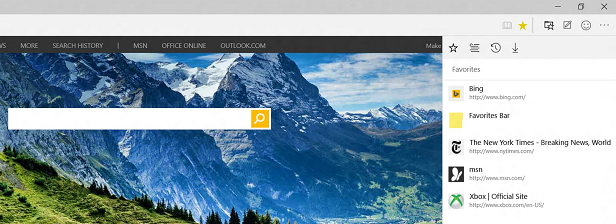 WS MORE SEARCH HISTORY | MSN OFFICE ONLINE OUTLOOK.COM Make
Favorites
Bing
http://www.bing.com/
Favorites Bar
The New York Times - Breaking News, World
http://www.nytimes.com/
msn
http://www.msn.com/
Xbox | Official Site
http://www.xbox.com/en-US/